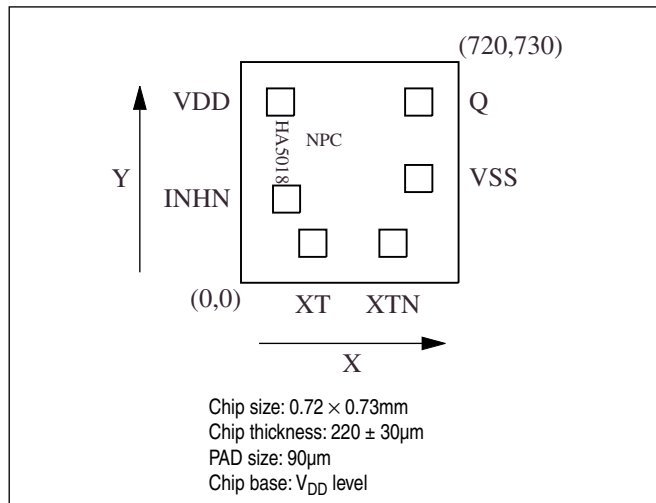 (720,730)
VDD
Q
HA5018
NPC
Y
VSS
INHN
(0,0)
XT
XTN
X
Chip size: 0.72 × 0.73mm
Chip thickness: 220 ± 30µm
PAD size: 90µm
Chip base: V_DD level